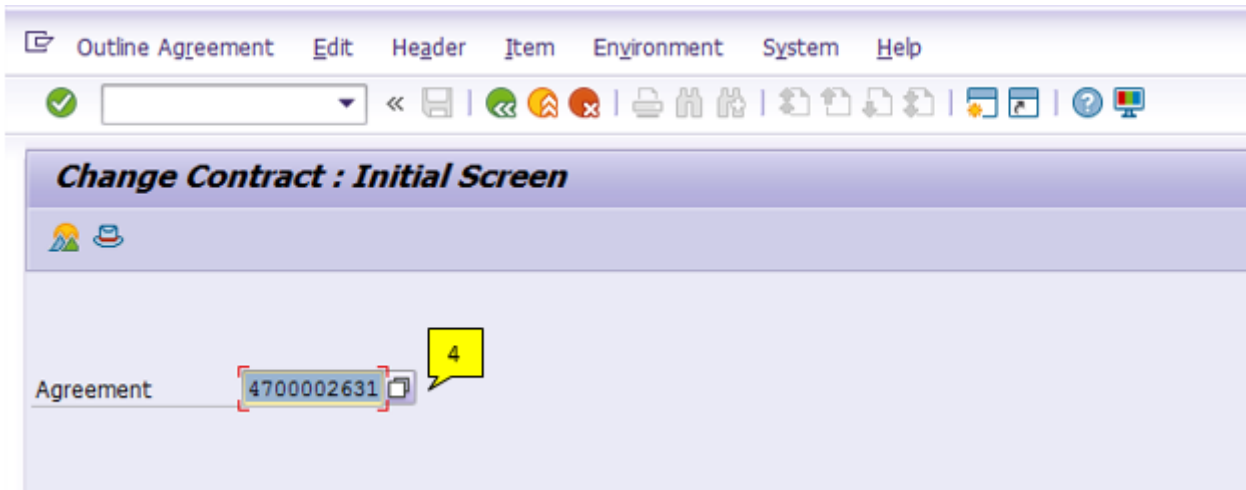 Outline Agreement Edit Header Item Environment System Help
Change Contract : Initial Screen
4
Agreement 4700002631